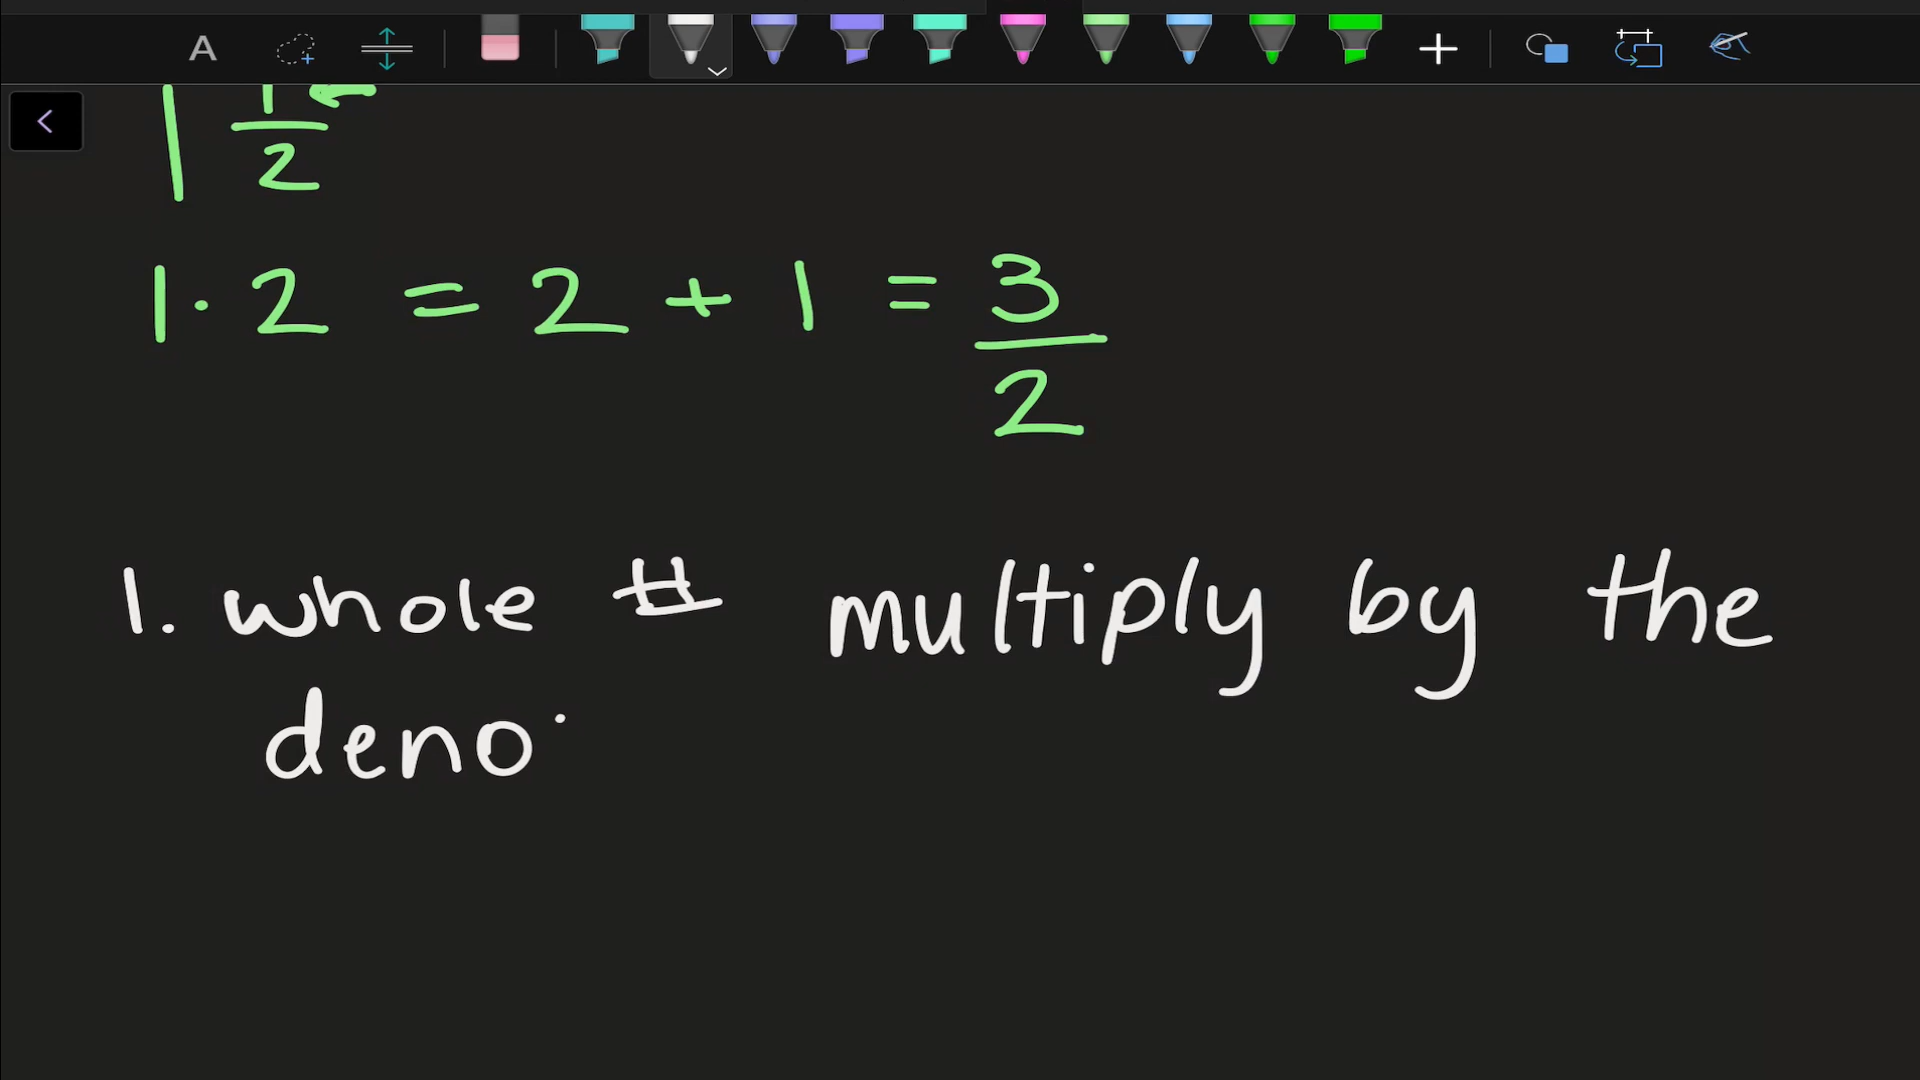 A
1 1/2
1 · 2 = 2 + 1 = 3/2
1. whole # multiply by the
deno